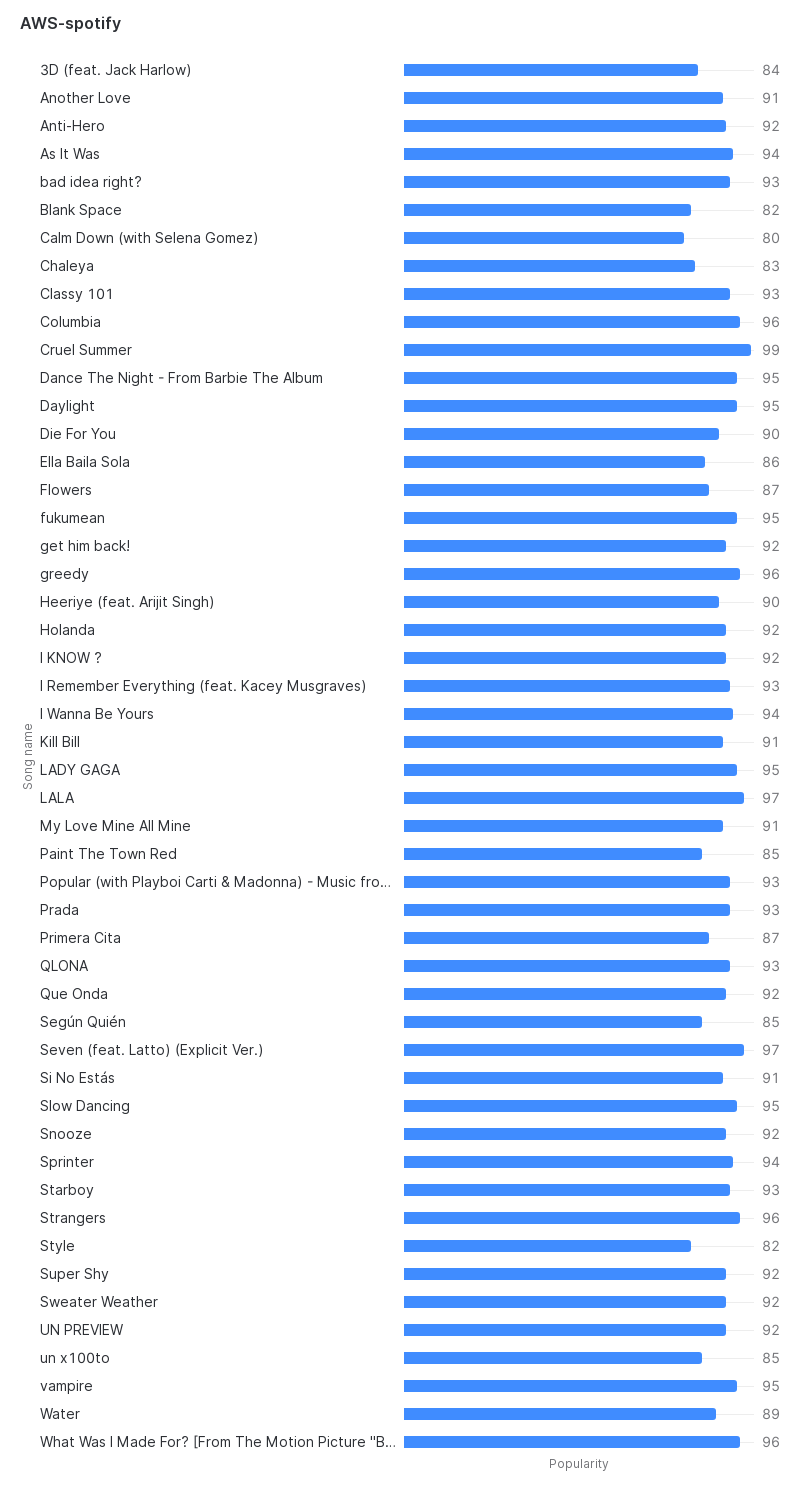 AWS-spotify
3D (feat. Jack Harlow) 84
Another Love 91
Anti-Hero 92
As It Was 94
bad idea right? 93
Blank Space 82
Calm Down (with Selena Gomez) 80
Chaleya 83
Classy 101 93
Columbia 96
Cruel Summer 99
Dance The Night - From Barbie The Album 95
Daylight 95
Die For You 90
Ella Baila Sola 86
Flowers 87
fukumean 95
get him back! 92
greedy 96
Heeriye (feat. Arijit Singh) 90
Holanda 92
I KNOW ? 92
I Remember Everything (feat. Kacey Musgraves) 93
I Wanna Be Yours 94
Song name
Kill Bill 91
LADY GAGA 95
LALA 97
My Love Mine All Mine 91
Paint The Town Red 85
Popular (with Playboi Carti & Madonna) - Music fro... 93
Prada 93
Primera Cita 87
QLONA 93
Que Onda 92
Según Quién 85
Seven (feat. Latto) (Explicit Ver.) 97
Si No Estás 91
Slow Dancing 95
Snooze 92
Sprinter 94
Starboy 93
Strangers 96
Style 82
Super Shy 92
Sweater Weather 92
UN PREVIEW 92
un x100to 85
vampire 95
Water 89
What Was I Made For? [From The Motion Picture "B... 96
Popularity